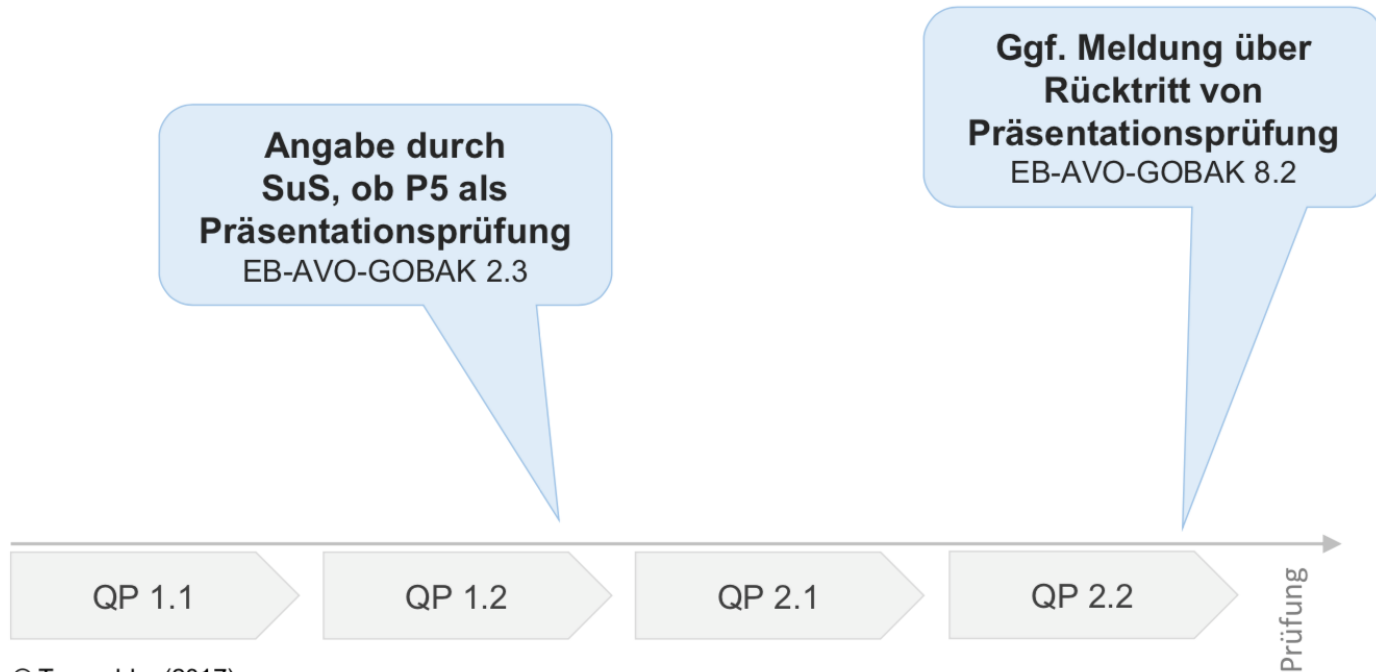 Ggf. Meldung über
Rücktritt von
Präsentationsprüfung
EB-AVO-GOBAK 8.2
Angabe durch
SuS, ob P5 als
Präsentationsprüfung
EB-AVO-GOBAK 2.3
QP 1.1
QP 1.2
QP 2.1
QP 2.2
Prüfung
(2017)